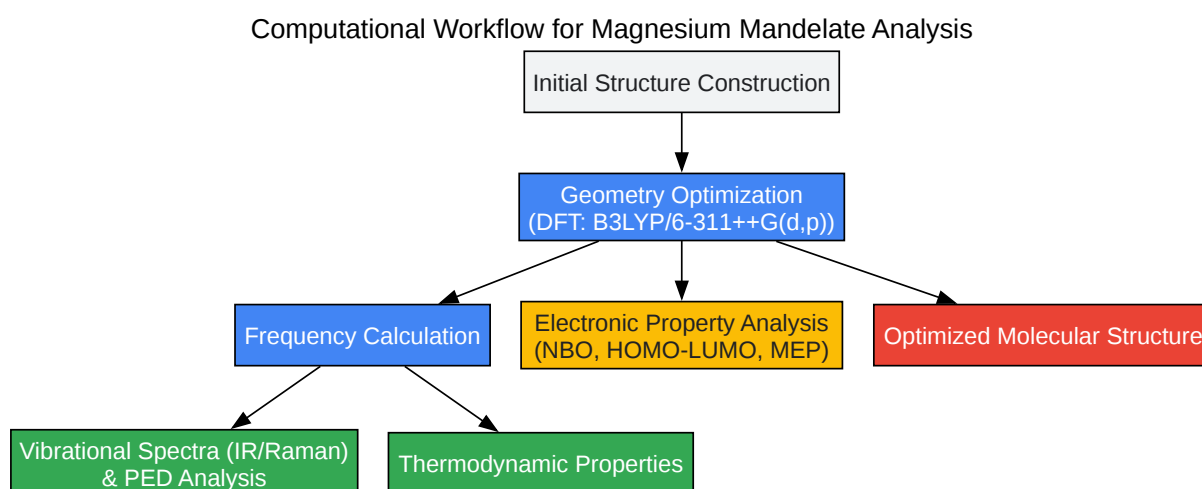 Computational Workflow for Magnesium Mandelate Analysis
Initial Structure Construction
Geometry Optimization
(DFT: B3LYP/6-311++G(d,p))
Frequency Calculation
Electronic Property Analysis
(NBO, HOMO-LUMO, MEP)
Optimized Molecular Structure
Vibrational Spectra (IR/Raman)
& PED Analysis
Thermodynamic Properties